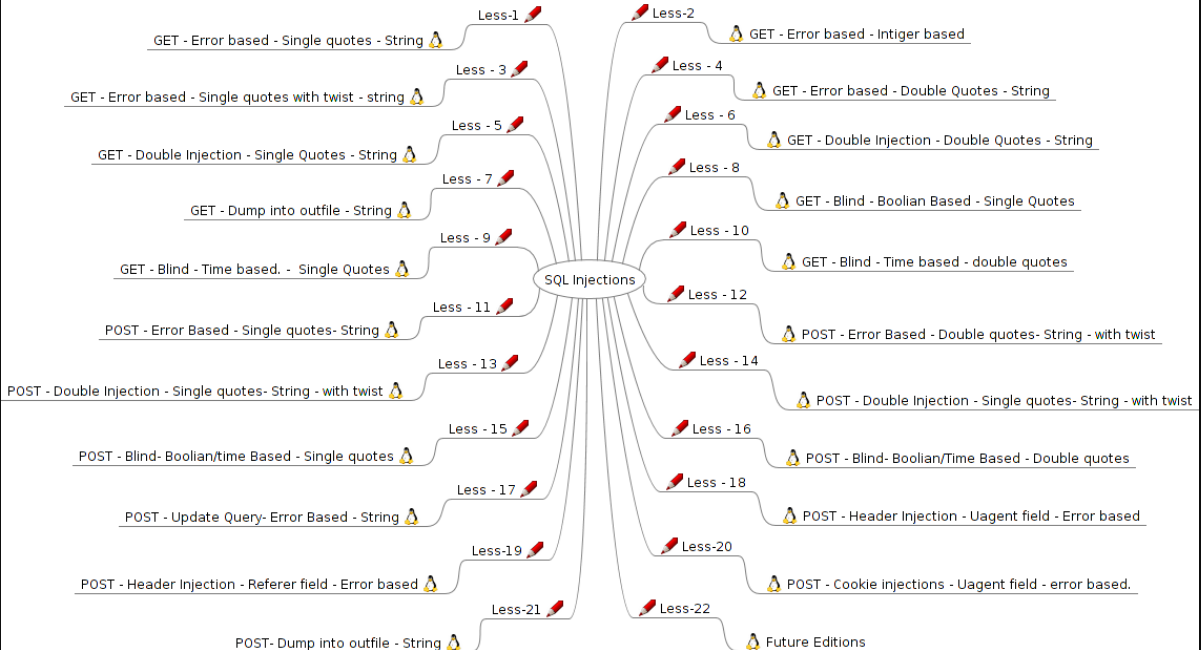 Less-1
GET - Error based - Single quotes - String
Less - 3
GET - Error based - Single quotes with twist - string
Less - 5
GET - Double Injection - Single Quotes - String
Less - 7
GET - Dump into outfile - String
Less - 9
GET - Blind - Time based. -  Single Quotes
Less - 11
POST - Error Based - Single quotes- String
Less - 13
POST - Double Injection - Single quotes- String - with twist
Less - 15
POST - Blind- Boolian/time Based - Single quotes
Less - 17
POST - Update Query- Error Based - String
Less-19
POST - Header Injection - Referer field - Error based
Less-21
POST- Dump into outfile - String
SQL Injections
Less-2
GET - Error based - Intiger based
Less - 4
GET - Error based - Double Quotes - String
Less - 6
GET - Double Injection - Double Quotes - String
Less - 8
GET - Blind - Boolian Based - Single Quotes
Less - 10
GET - Blind - Time based - double quotes
Less - 12
POST - Error Based - Double quotes- String - with twist
Less - 14
POST - Double Injection - Single quotes- String - with twist
Less - 16
POST - Blind- Boolian/Time Based - Double quotes
Less - 18
POST - Header Injection - Uagent field - Error based
Less-20
POST - Cookie injections - Uagent field - error based.
Less-22
Future Editions